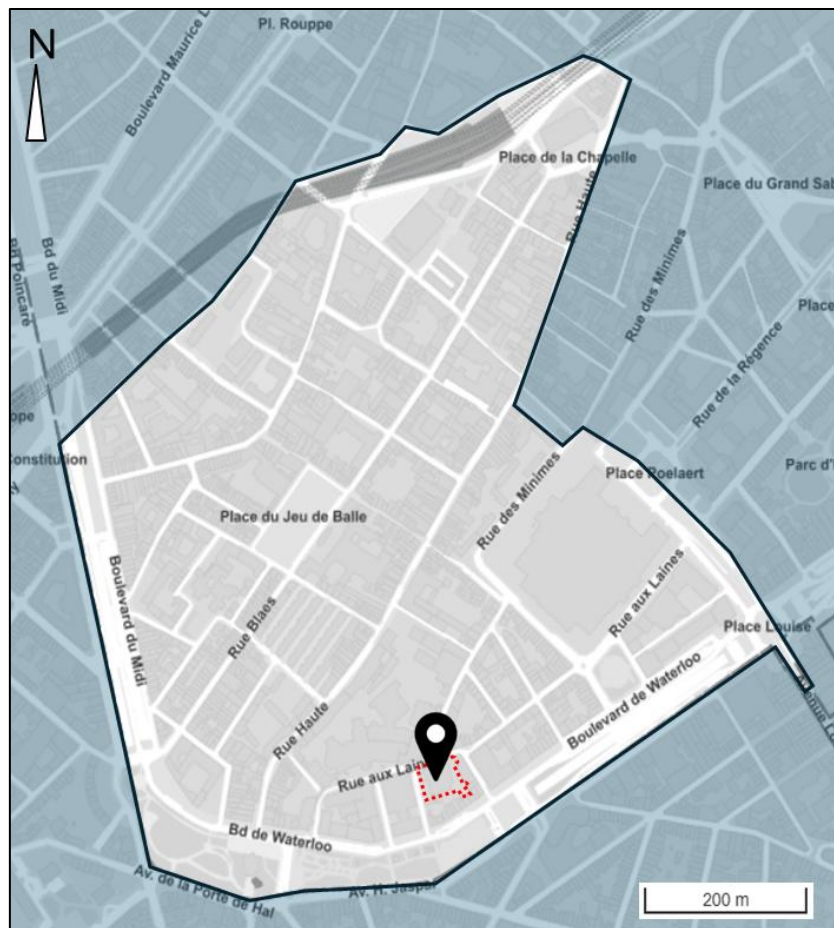 Pl. Rouppe
N
Boulevard Maurice L
Place de la Chapelle
Place du Grand Sab
Rue Haute
Bd du Midi
Bd Poincaré
Rue des Minimes
Place
Rue de la Régence
ope
Constitution
Place Poelaert
Parc d'
Rue des Minimes
Place du Jeu de Balle
Boulevard du Midi
Rue aux Laines
Rue Blaes
Place Louise
Boulevard de Waterloo
Rue Haute
Rue aux Lain
Bd de Waterloo
Av. de la Porte de Hal
Av. H. Jaspar
200 m